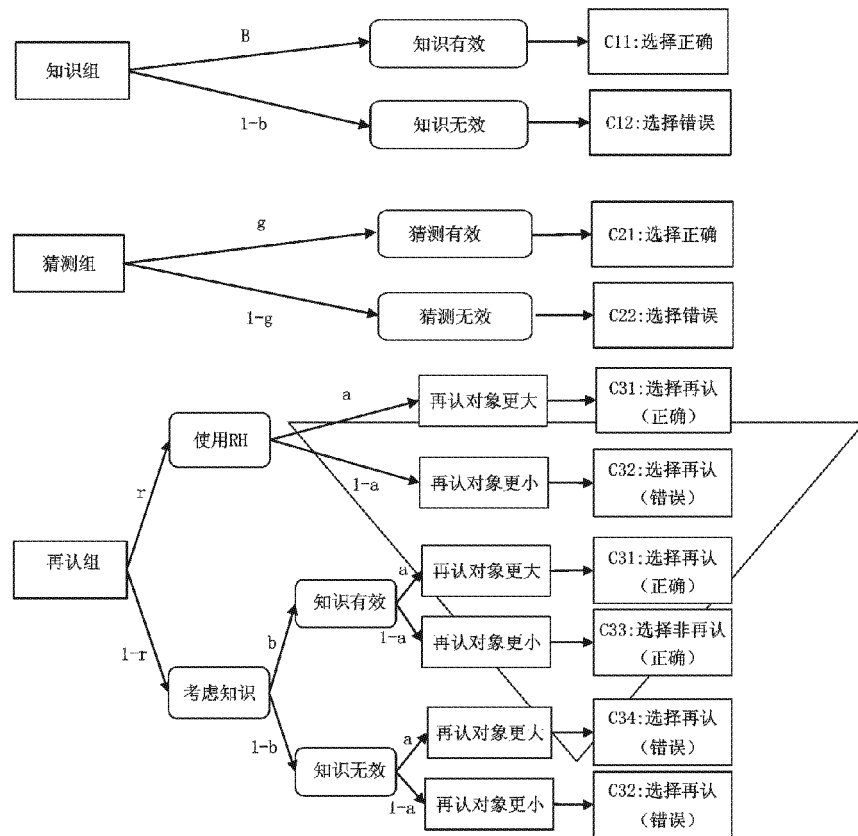 B
知识有效
C11:选择正确
知识组
知识无效
C12:选择错误
1-b
g
猜测有效
C21:选择正确
猜测组
猜测无效
C22:选择错误
1-g
a
再认对象更大
C31:选择再认
(正确)
使用RH
1-a
再认对象更小
C32:选择再认
(错误)
r
再认组
a
再认对象更大
C31:选择再认
(正确)
知识有效
1-a
再认对象更小
C33:选择非再认
(正确)
b
1-r
考虑知识
1-b
a
再认对象更大
C34:选择再认
(错误)
知识无效
1-a
再认对象更小
C32:选择再认
(错误)